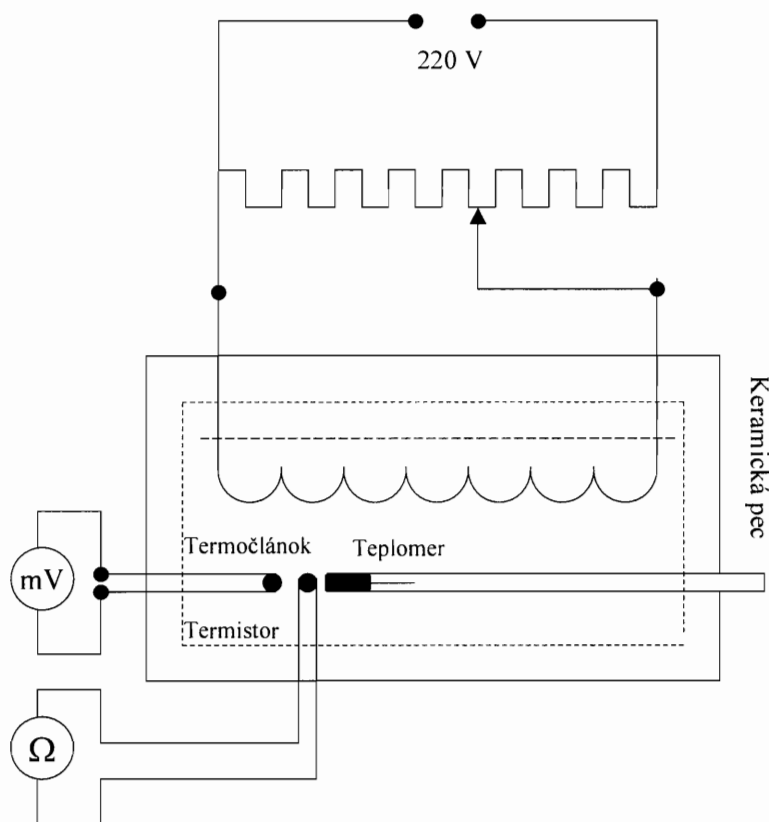 220 V
Keramická pec
Termočlánok
Teplomer
mV
Termistor
Ω